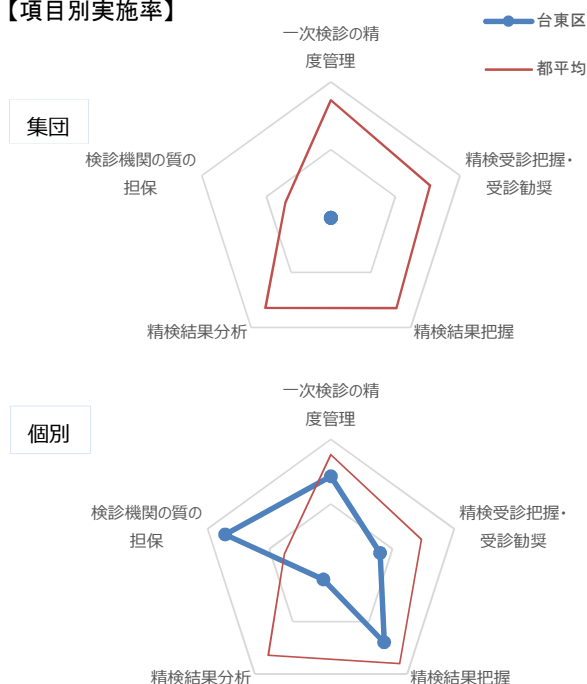 【項目別実施率】
台東区
都平均
集団
一次検診の精
度管理
検診機関の質の
担保
精検受診把握・
受診勧奨
精検結果分析
精検結果把握
個別
一次検診の精
度管理
検診機関の質の
担保
精検受診把握・
受診勧奨
精検結果分析
精検結果把握